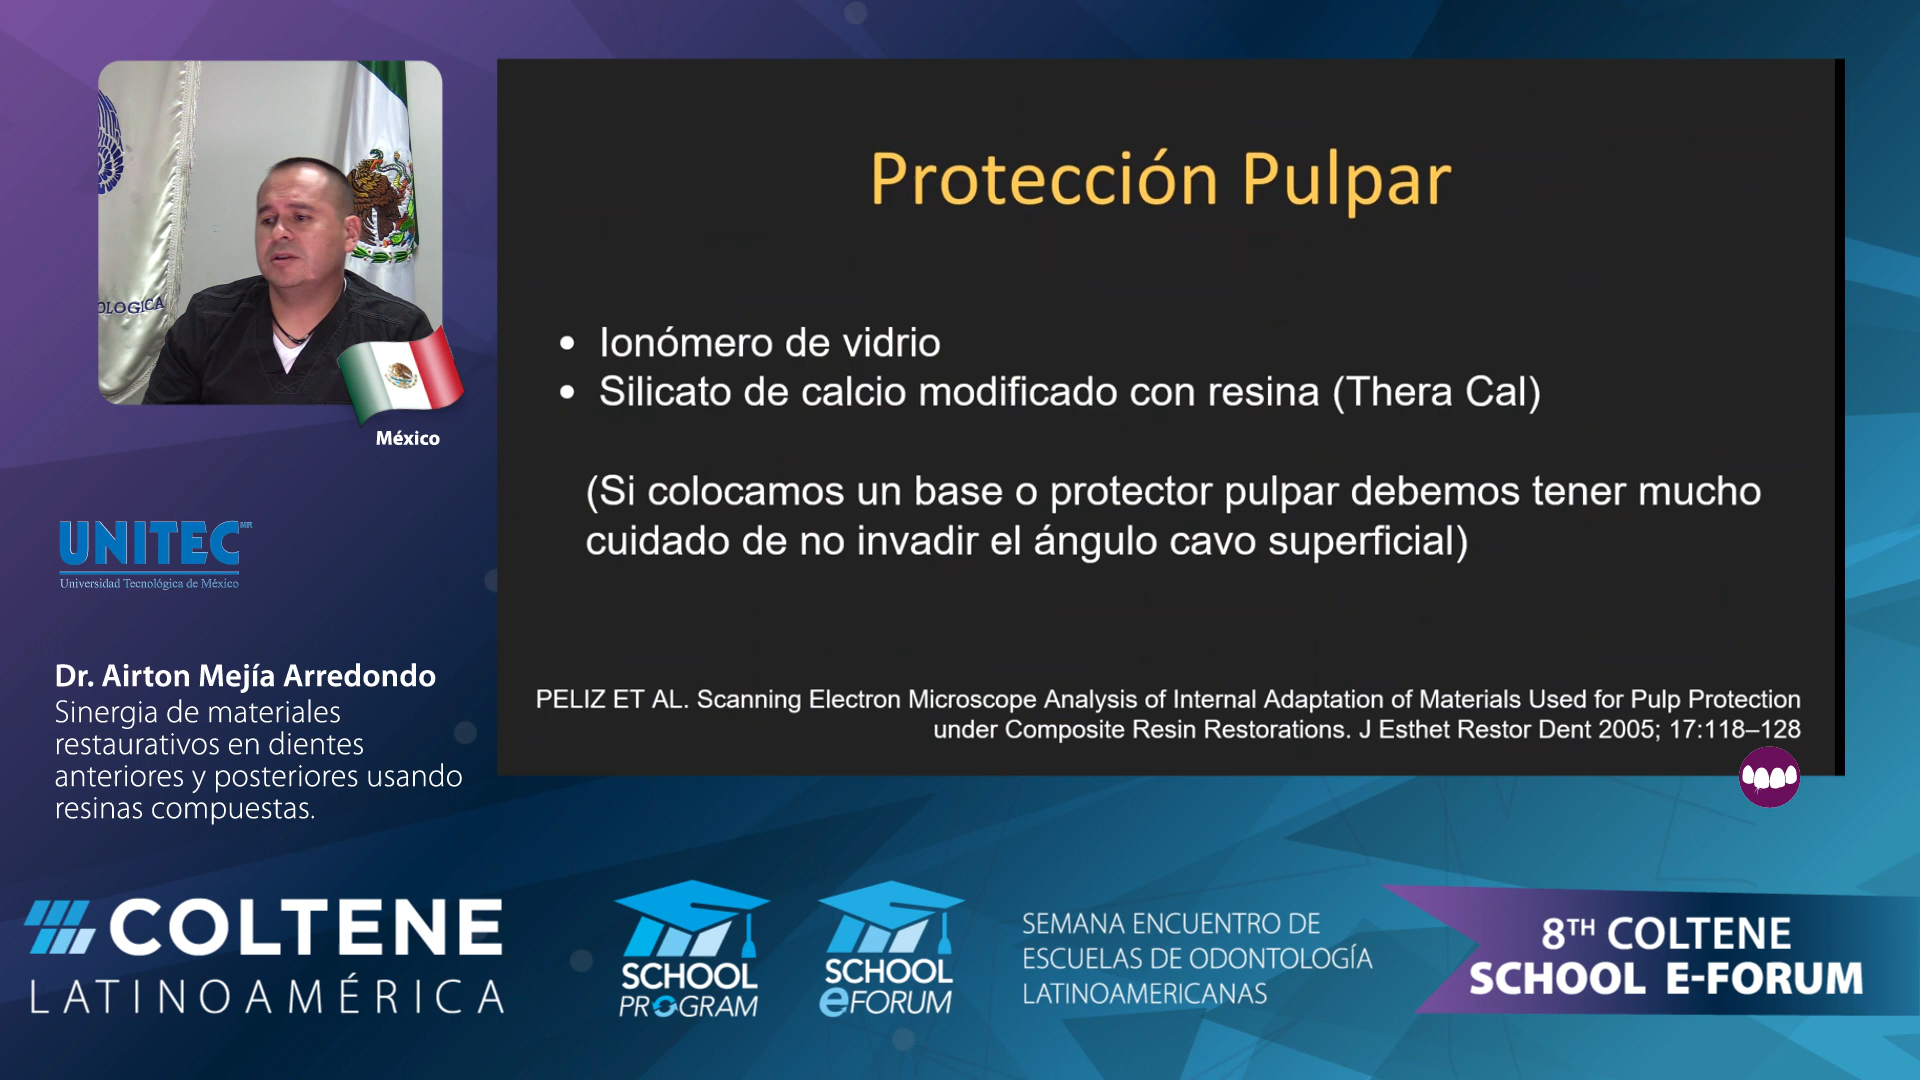 Protección Pulpar
• Ionómero de vidrio
• Silicato de calcio modificado con resina (Thera Cal)
(Si colocamos un base o protector pulpar debemos tener mucho
cuidado de no invadir el ángulo cavo superficial)
PELIZ ET AL. Scanning Electron Microscope Analysis of Internal Adaptation of Materials Used for Pulp Protection
under Composite Resin Restorations. J Esthet Restor Dent 2005; 17:118–128
OLOGICA
México
UNITEC MR
Universidad Tecnológica de México
Dr. Airton Mejía Arredondo
Sinergia de materiales
restaurativos en dientes
anteriores y posteriores usando
resinas compuestas.
COLTENE
LATINOAMÉRICA
SCHOOL
PROGRAM
SCHOOL
eFORUM
SEMANA ENCUENTRO DE
ESCUELAS DE ODONTOLOGÍA
LATINOAMERICANAS
8TH COLTENE
SCHOOL E-FORUM